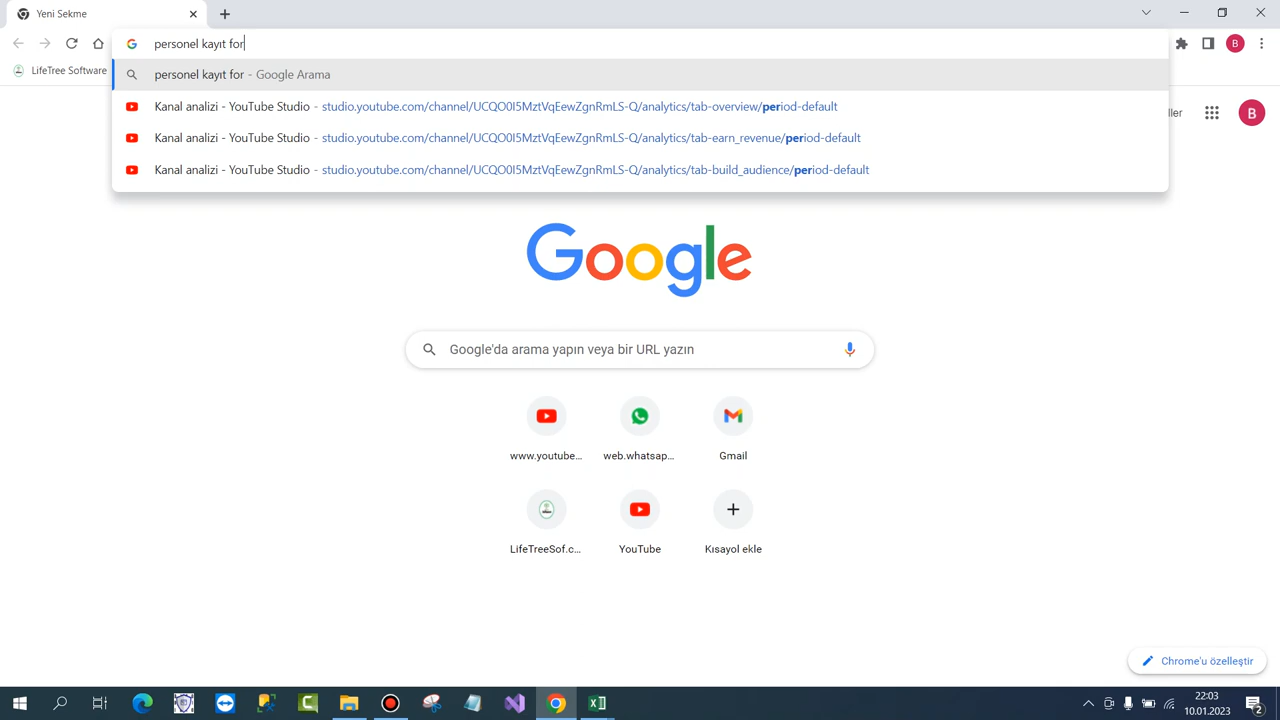 Yeni Sekme
personel kayıt for
LifeTree Software
personel kayıt for - Google Arama
Kanal analizi - YouTube Studio - studio.youtube.com/channel/UCQO0I5MztVqEewZgnRmLS-Q/analytics/tab-overview/period-default
Kanal analizi - YouTube Studio - studio.youtube.com/channel/UCQO0I5MztVqEewZgnRmLS-Q/analytics/tab-earn_revenue/period-default
Kanal analizi - YouTube Studio - studio.youtube.com/channel/UCQO0I5MztVqEewZgnRmLS-Q/analytics/tab-build_audience/period-default
ller
B
B
Google
Google'da arama yapın veya bir URL yazın
www.youtube... web.whatsap... Gmail
LifeTreeSof.c... YouTube Kısayol ekle
Chrome'u özelleştir
22:03
10.01.2023
2